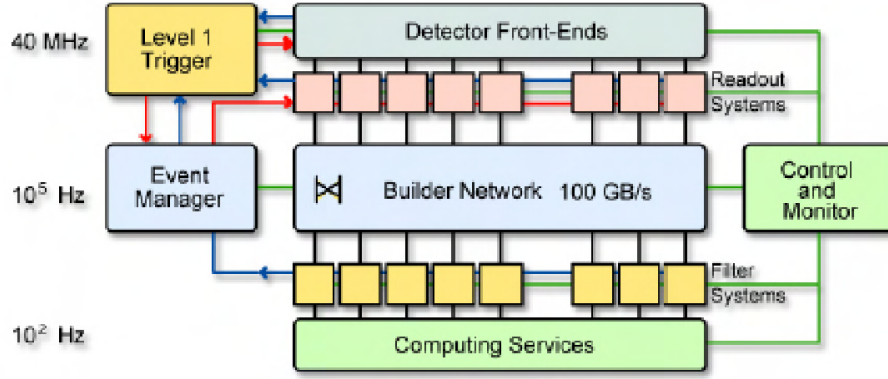 40 MHz
Level 1
Trigger
Detector Front-Ends
Readout
Systems
10⁵ Hz
Event
Manager
Builder Network 100 GB/s
Control
and
Monitor
Filter
Systems
10² Hz
Computing Services